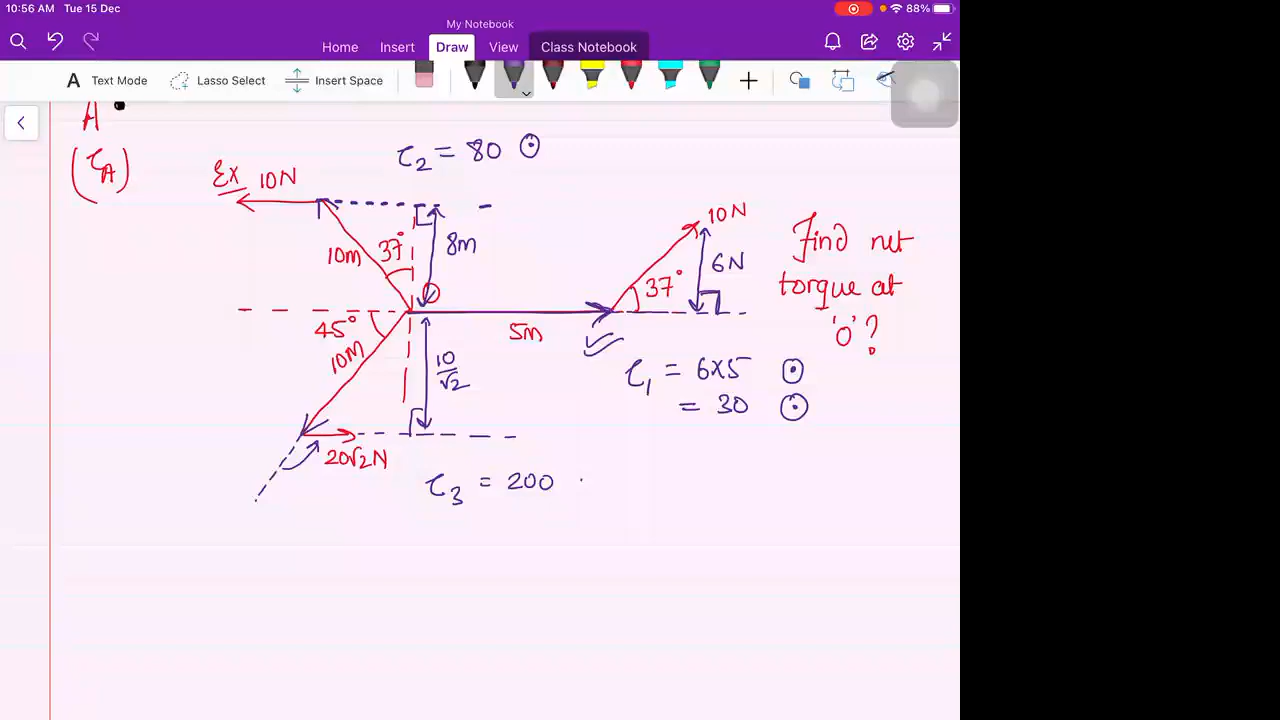 10:56 AM Tue 15 Dec
88%
My Notebook
Home Insert Draw View Class Notebook
A Text Mode Lasso Select Insert Space
A
(τA)
Ex 10N
τ2 = 80 ⊙
10m 37° 8m
10N
6N
37°
Find net
torque at
'O'?
O
45°
10m
5m
10/√2
τ1 = 6x5 ⊙
= 30 ⊙
20√2N
τ3 = 200